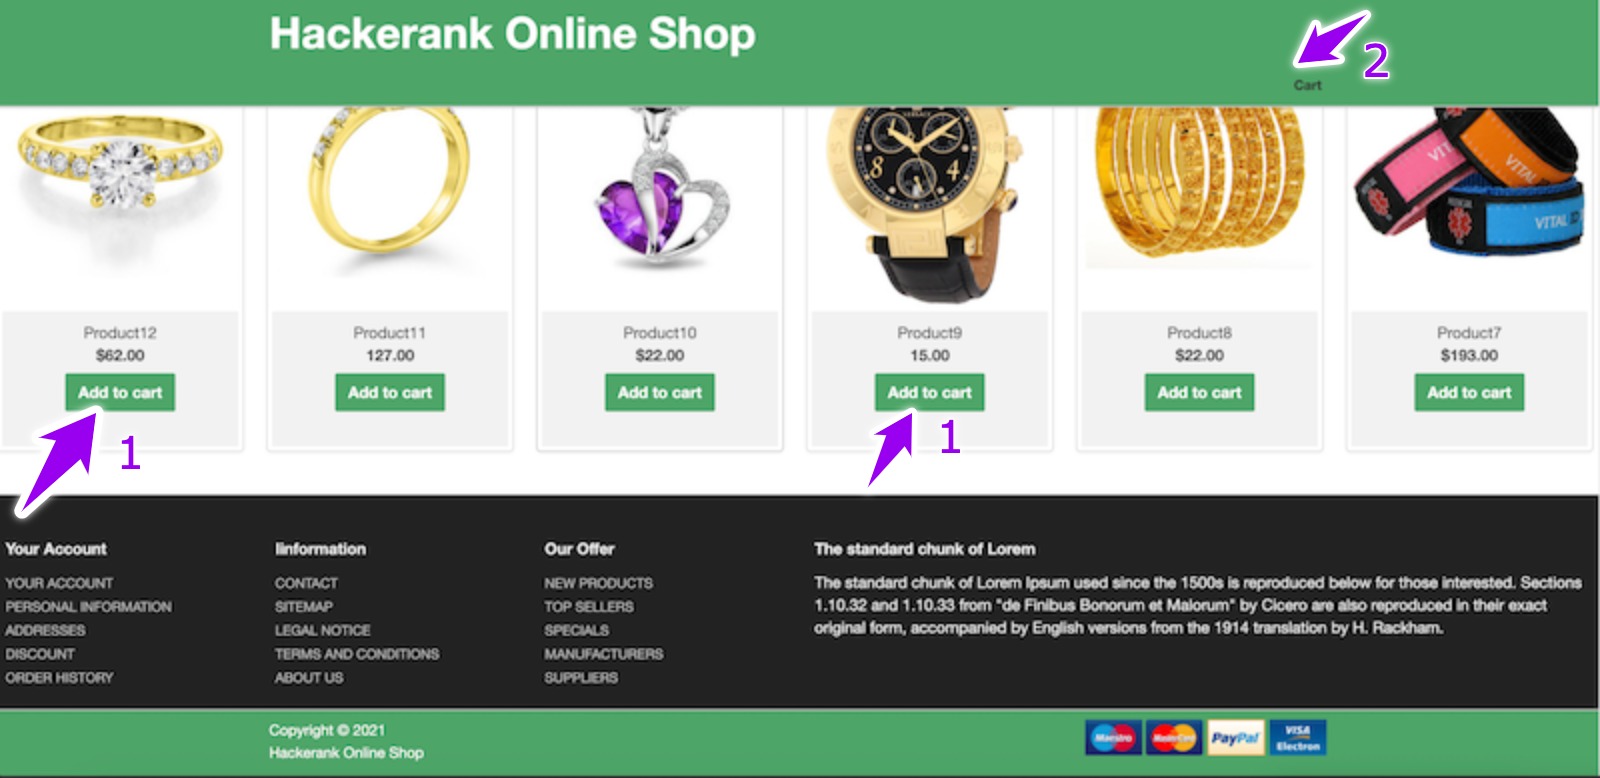 Hackerank Online Shop
2
Cart
8
4
VITAL
VITAL
VITAL ID
Product12
$62.00
Add to cart
Product11
127.00
Add to cart
Product10
$22.00
Add to cart
Product9
15.00
Add to cart
Product8
$22.00
Add to cart
Product7
$193.00
Add to cart
1
1
Your Account
YOUR ACCOUNT
PERSONAL INFORMATION
ADDRESSES
DISCOUNT
ORDER HISTORY
Iinformation
CONTACT
SITEMAP
LEGAL NOTICE
TERMS AND CONDITIONS
ABOUT US
Our Offer
NEW PRODUCTS
TOP SELLERS
SPECIALS
MANUFACTURERS
SUPPLIERS
The standard chunk of Lorem
The standard chunk of Lorem Ipsum used since the 1500s is reproduced below for those interested. Sections
1.10.32 and 1.10.33 from "de Finibus Bonorum et Malorum" by Cicero are also reproduced in their exact
original form, accompanied by English versions from the 1914 translation by H. Rackham.
Copyright © 2021
Hackerank Online Shop
Maestro
MasterCard
PayPal
VISA
Electron